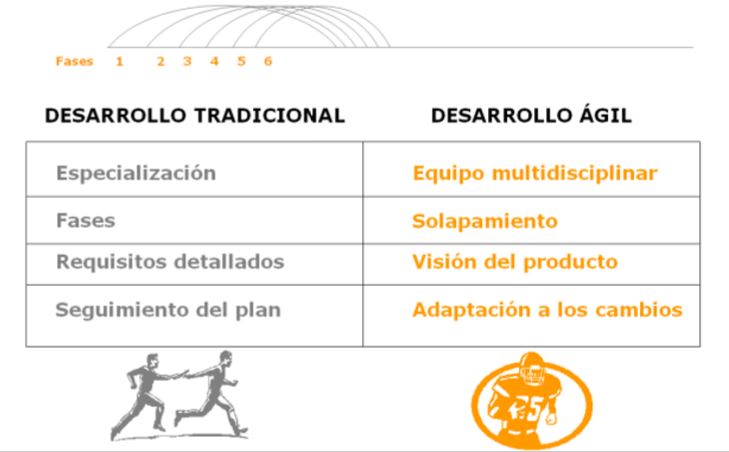 Fases 1 2 3 4 5 6
DESARROLLO TRADICIONAL DESARROLLO ÁGIL
Especialización Equipo multidisciplinar
Fases Solapamiento
Requisitos detallados Visión del producto
Seguimiento del plan Adaptación a los cambios
25